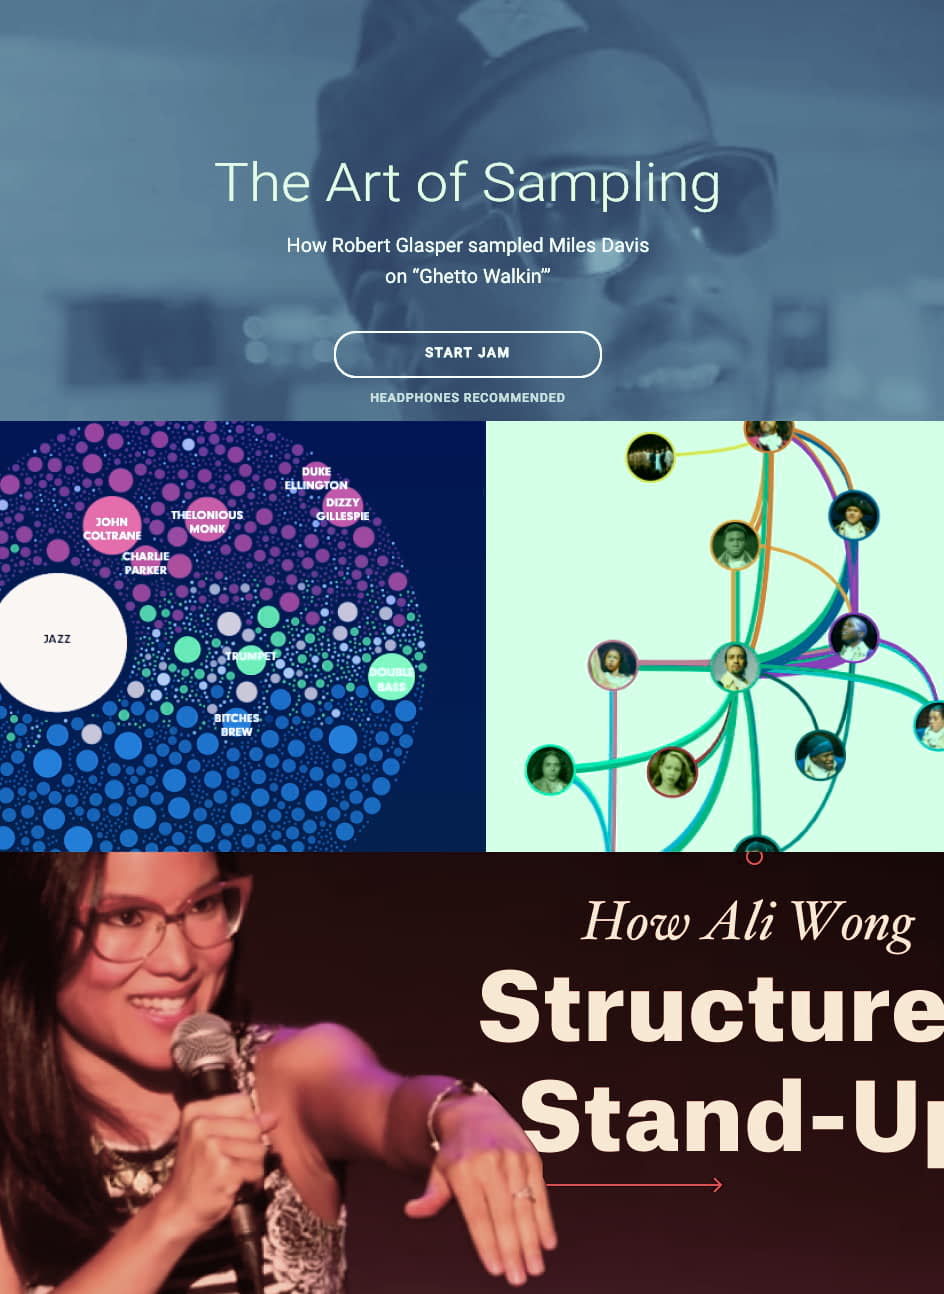 The Art of Sampling
How Robert Glasper sampled Miles Davis
on “Ghetto Walkin’”
START JAM
HEADPHONES RECOMMENDED
DUKE
ELLINGTON
DIZZY
GILLESPIE
JOHN
COLTRANE
THELONIOUS
MONK
CHARLIE
PARKER
JAZZ
TRUMPET
DOUBLE
BASS
BITCHES
BREW
How Ali Wong
Structure
Stand-Up